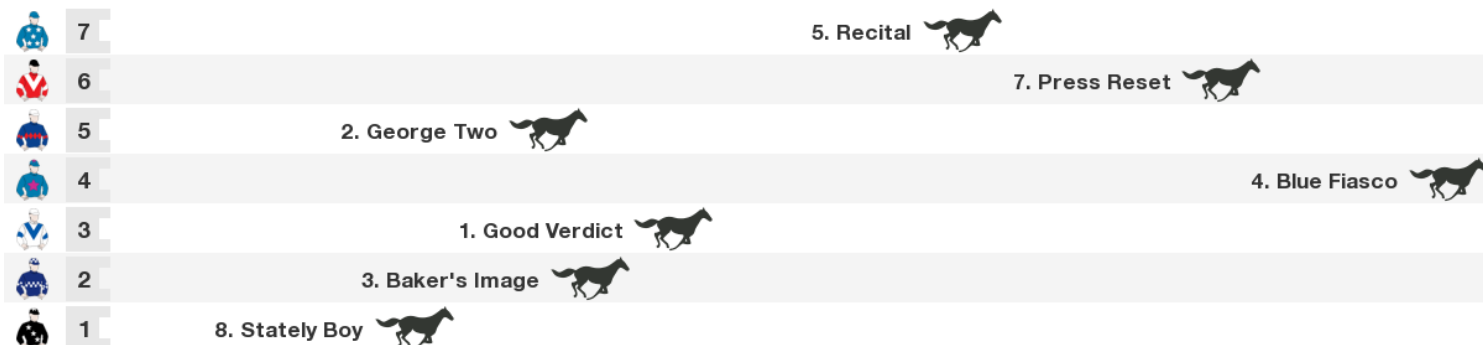 7 5. Recital
6 7. Press Reset
5 2. George Two
4 4. Blue Fiasco
3 1. Good Verdict
2 3. Baker's Image
1 8. Stately Boy